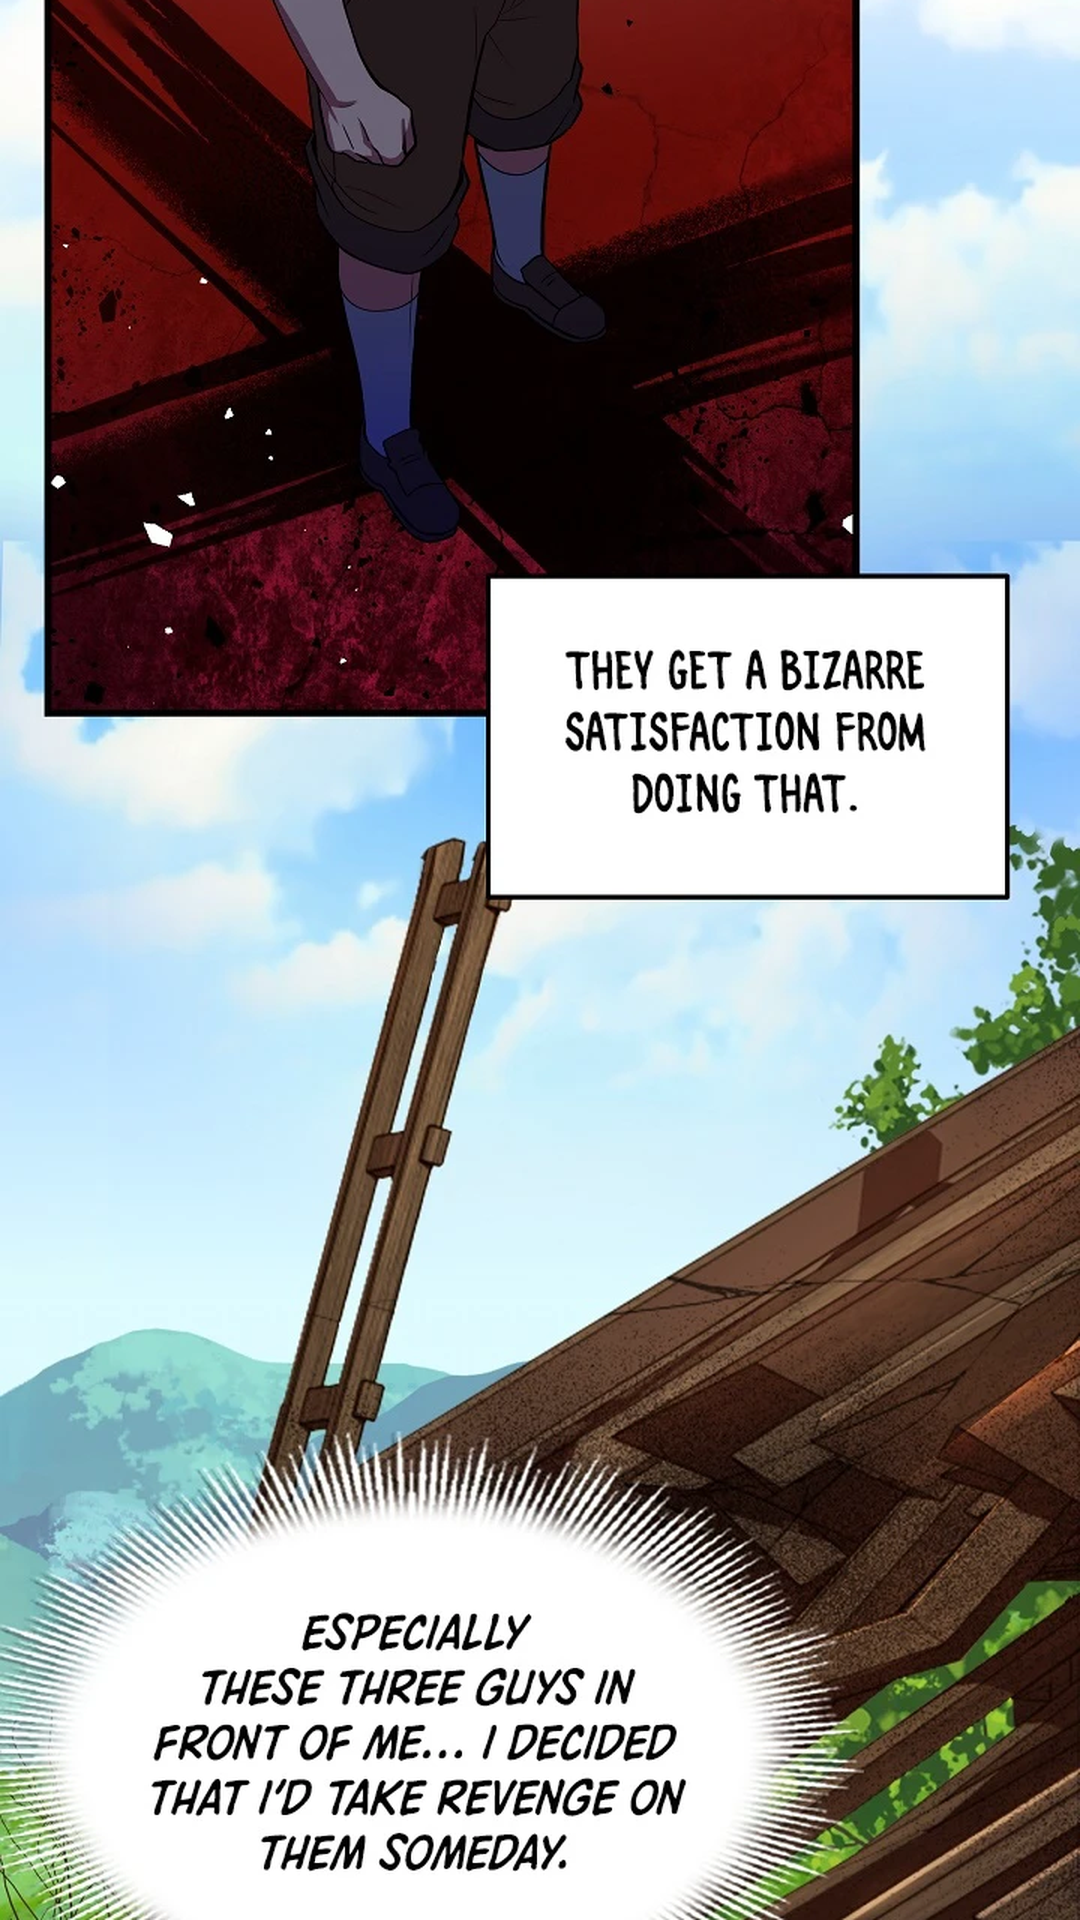 THEY GET A BIZARRE
SATISFACTION FROM
DOING THAT.
ESPECIALLY
THESE THREE GUYS IN
FRONT OF ME... I DECIDED
THAT I'D TAKE REVENGE ON
THEM SOMEDAY.